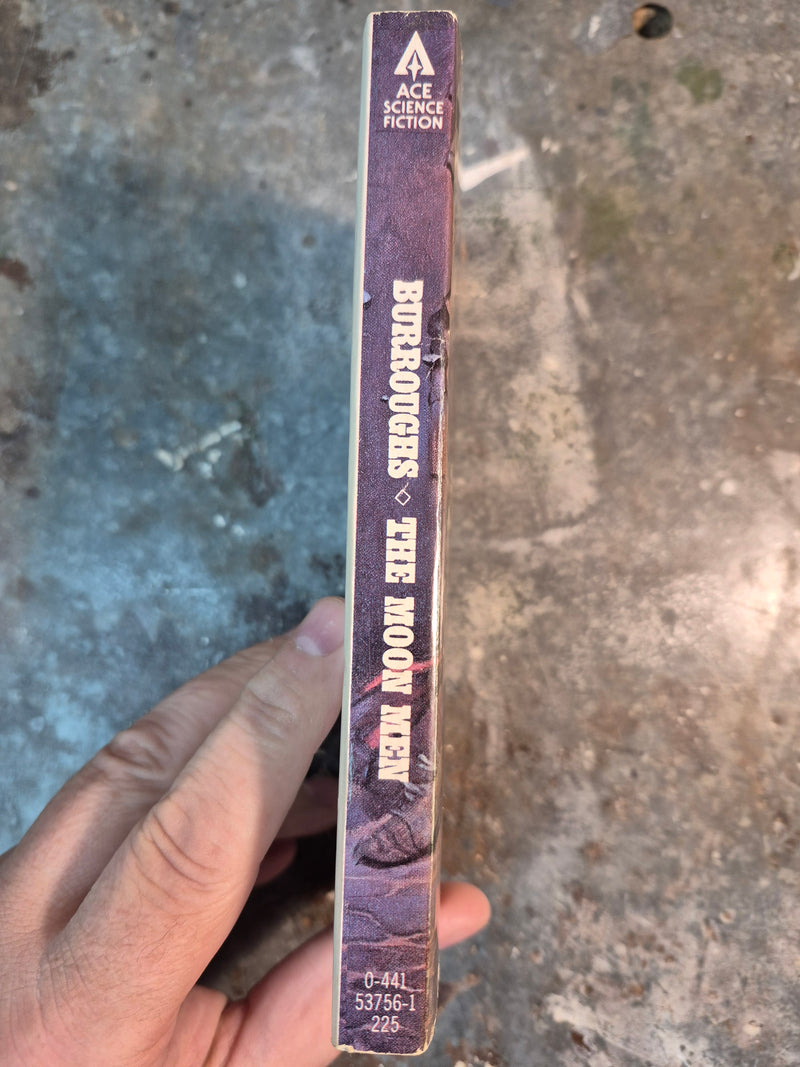 ACE
SCIENCE
FICTION
BURROUGHS ◇ THE MOON MEN
0-441
53756-1
225